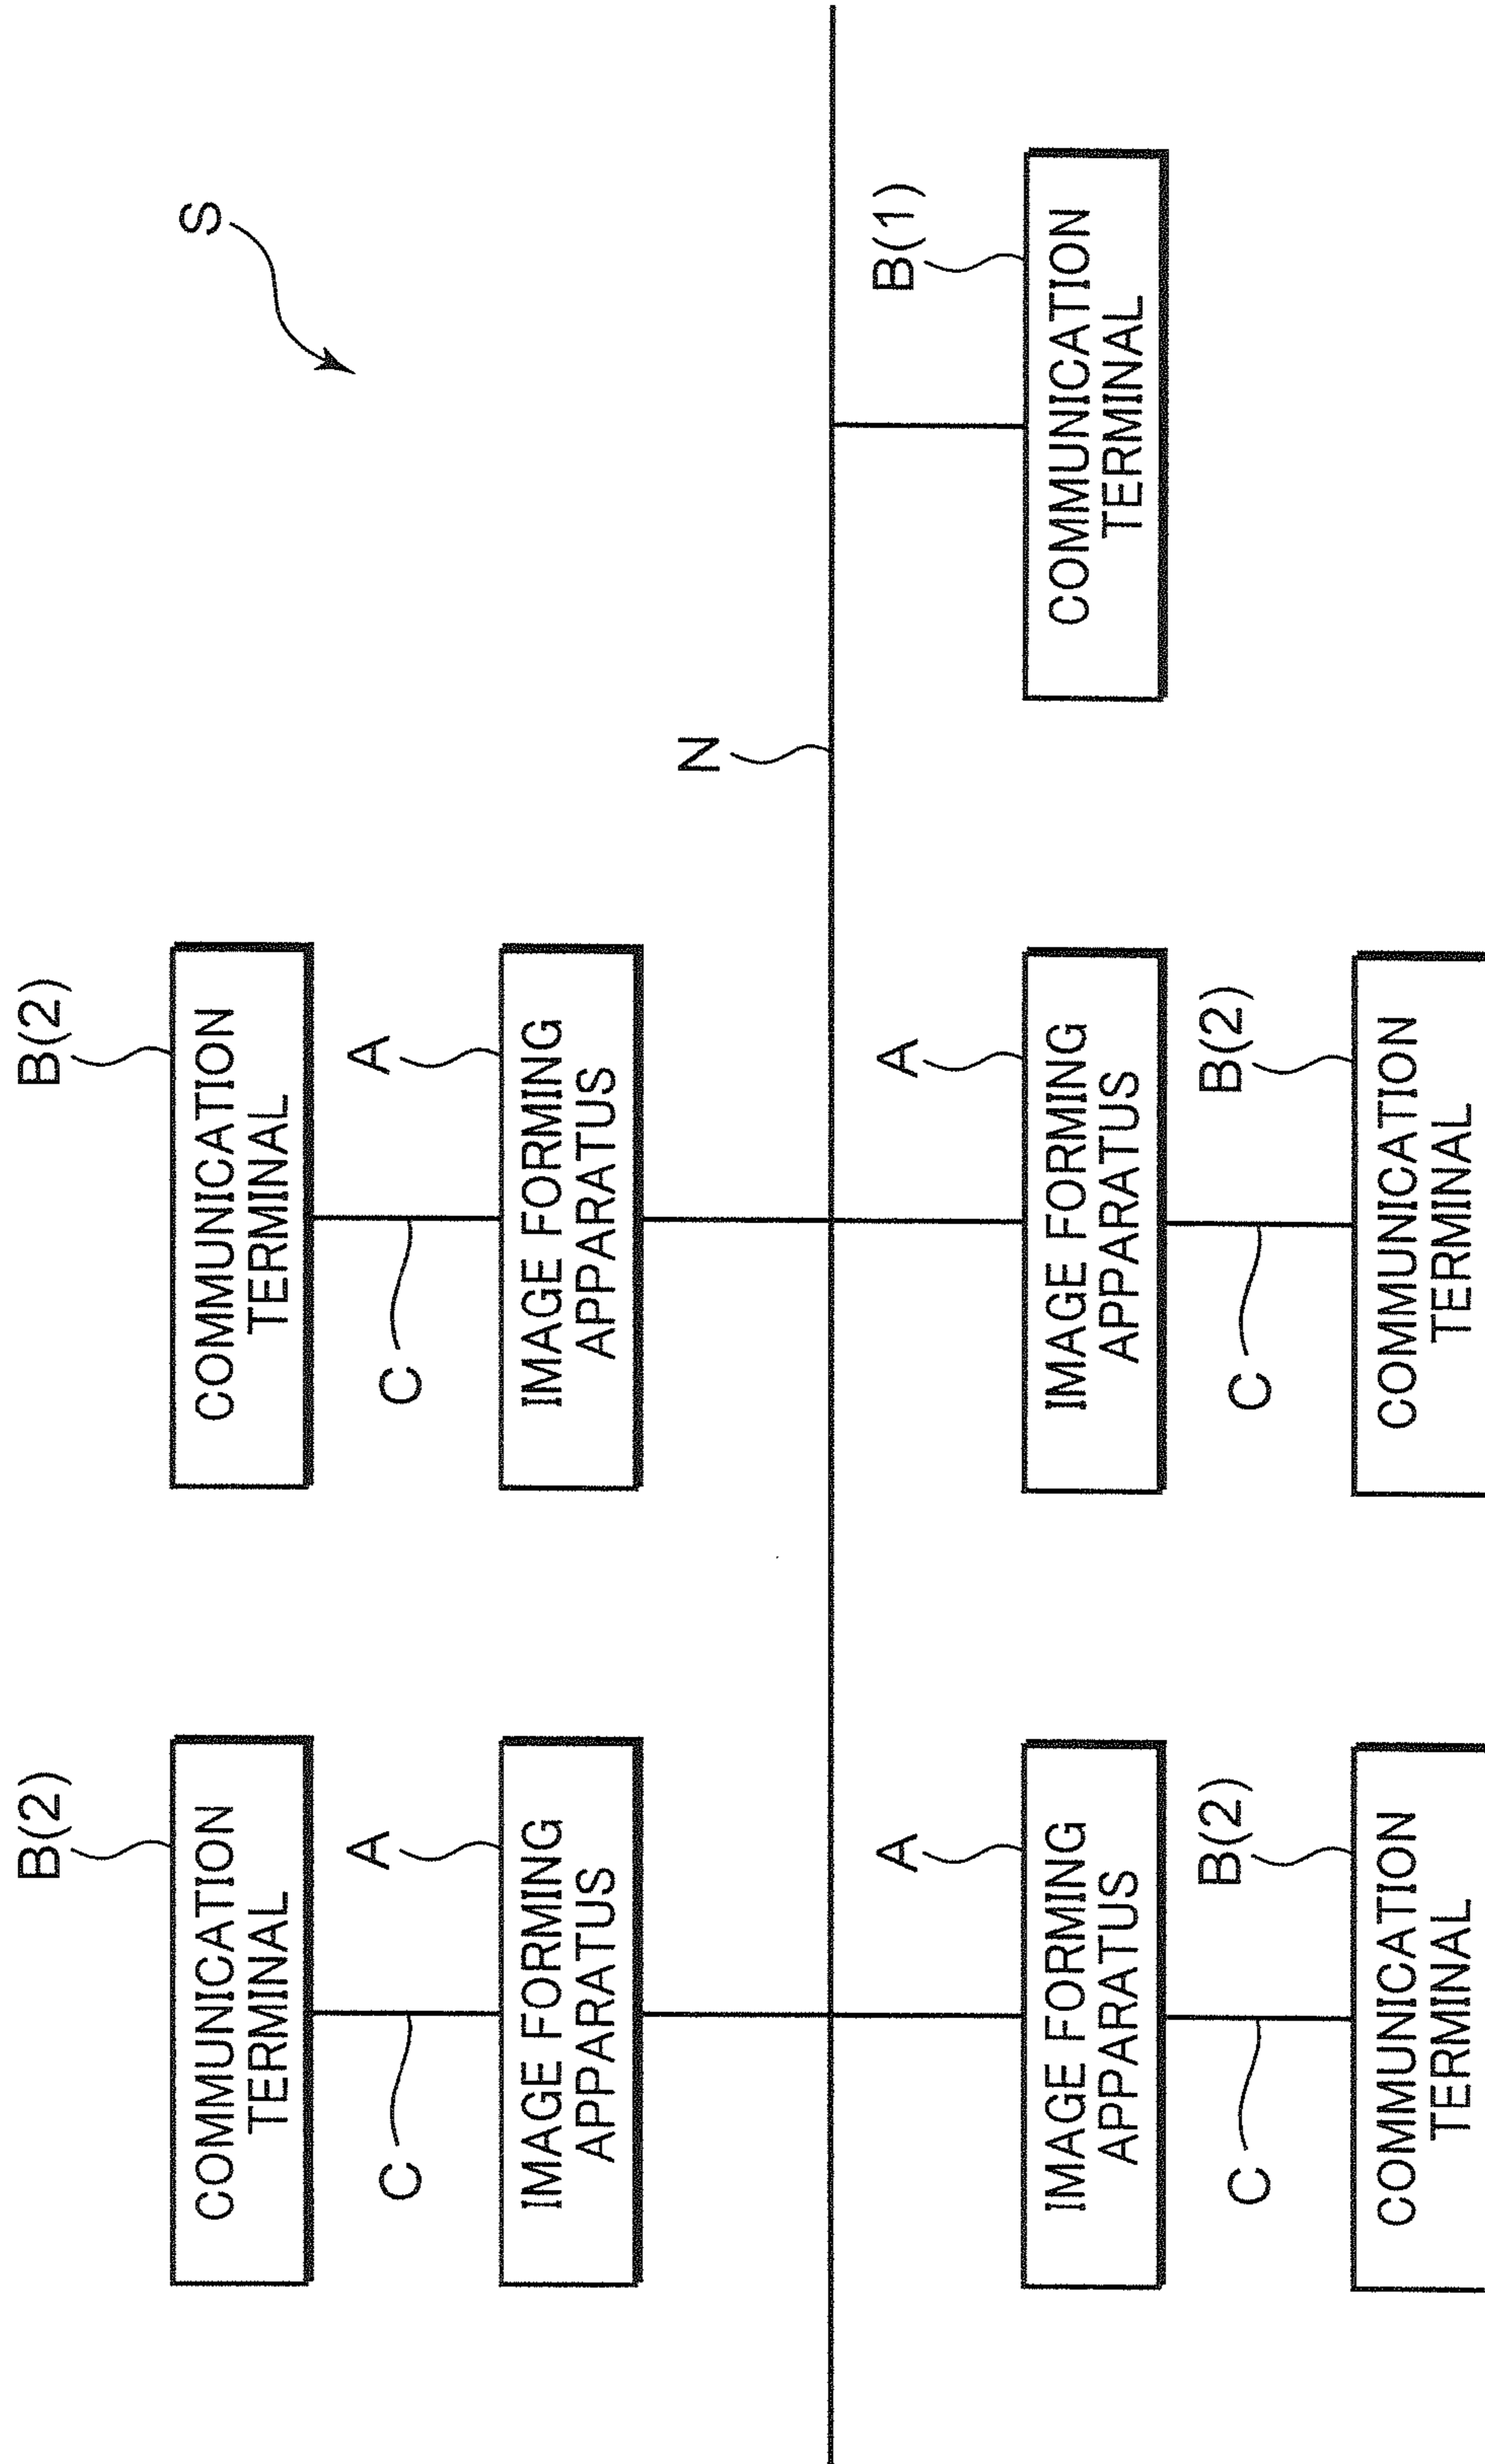 B(2)
B(2)
S
COMMUNICATION
TERMINAL
COMMUNICATION
TERMINAL
A
A
C
C
IMAGE FORMING
APPARATUS
IMAGE FORMING
APPARATUS
N
A
A
B(1)
IMAGE FORMING
APPARATUS
IMAGE FORMING
APPARATUS
COMMUNICATION
TERMINAL
B(2)
B(2)
C
C
COMMUNICATION
TERMINAL
COMMUNICATION
TERMINAL